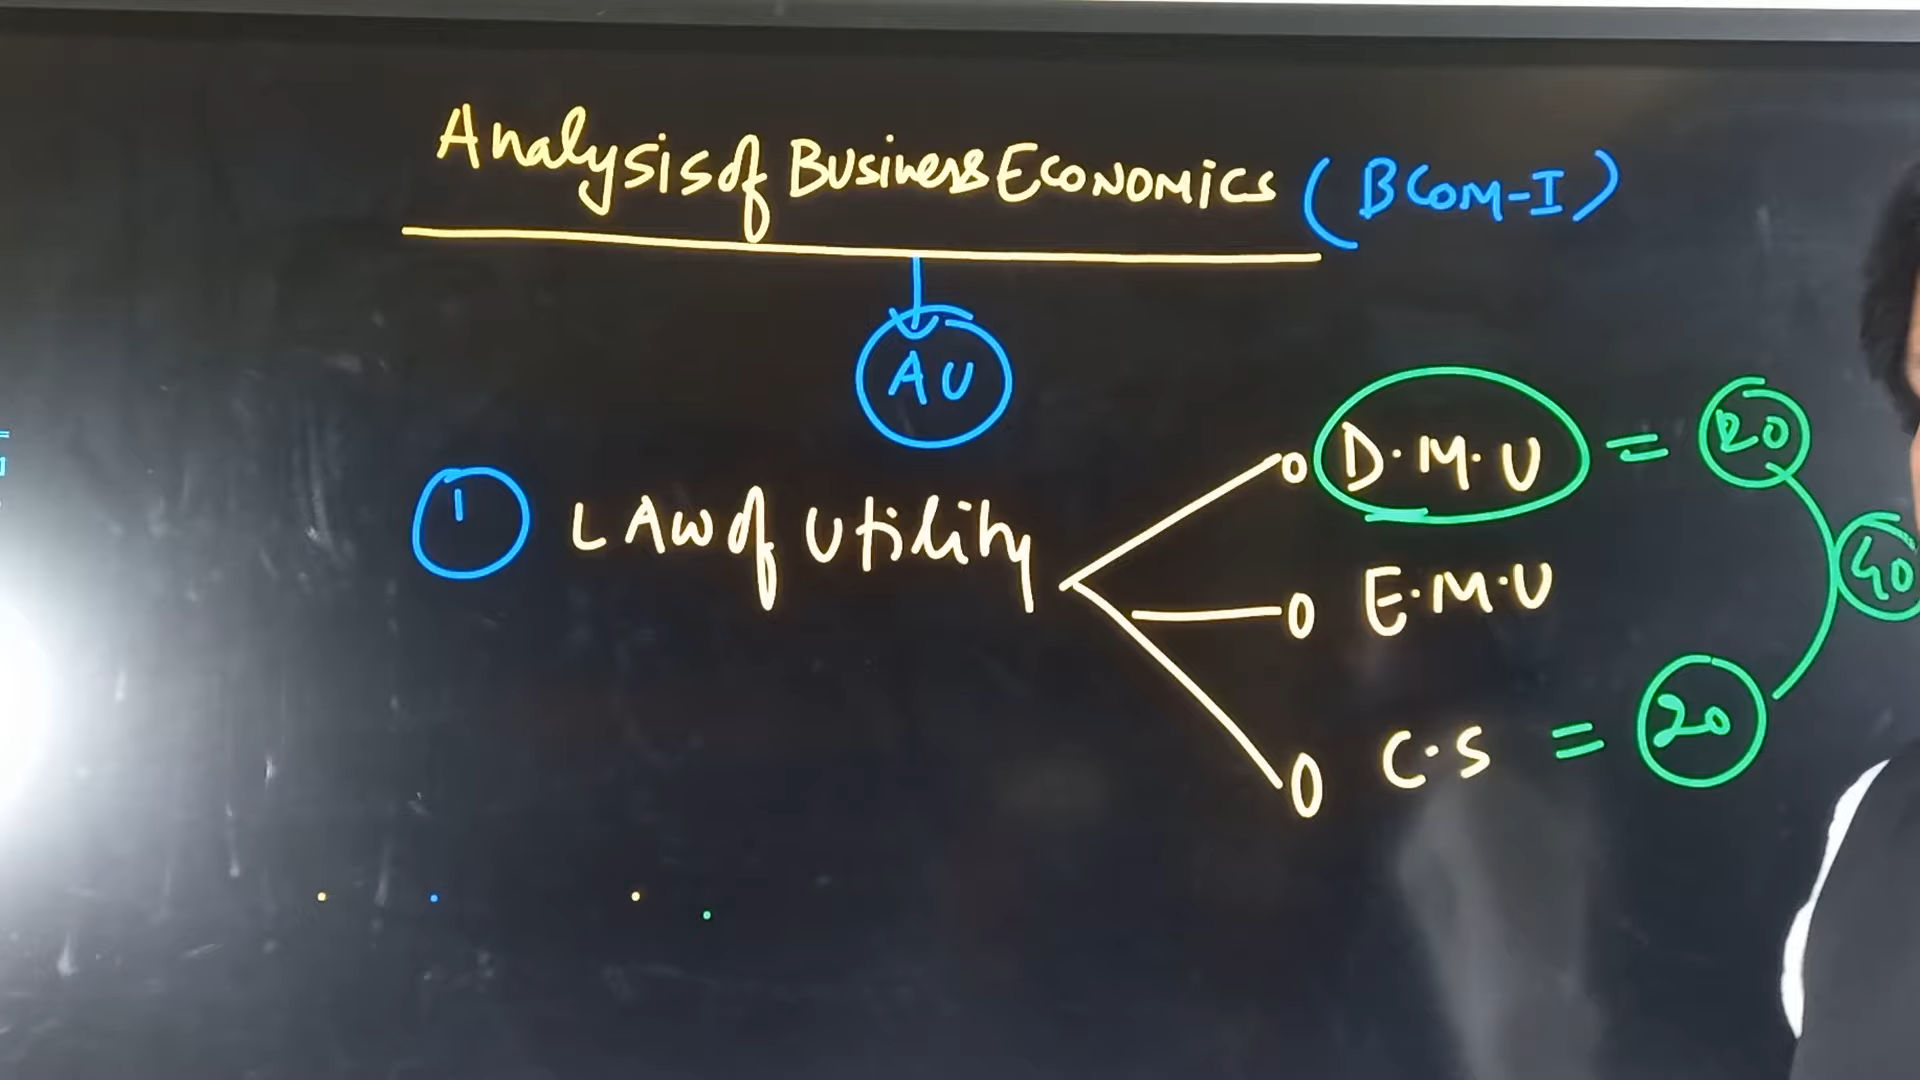 Analysis of Business Economics (BCOM-I)
AU
1 LAW of Utility
D.M.U = 20
E.M.U
40
C.S = 20